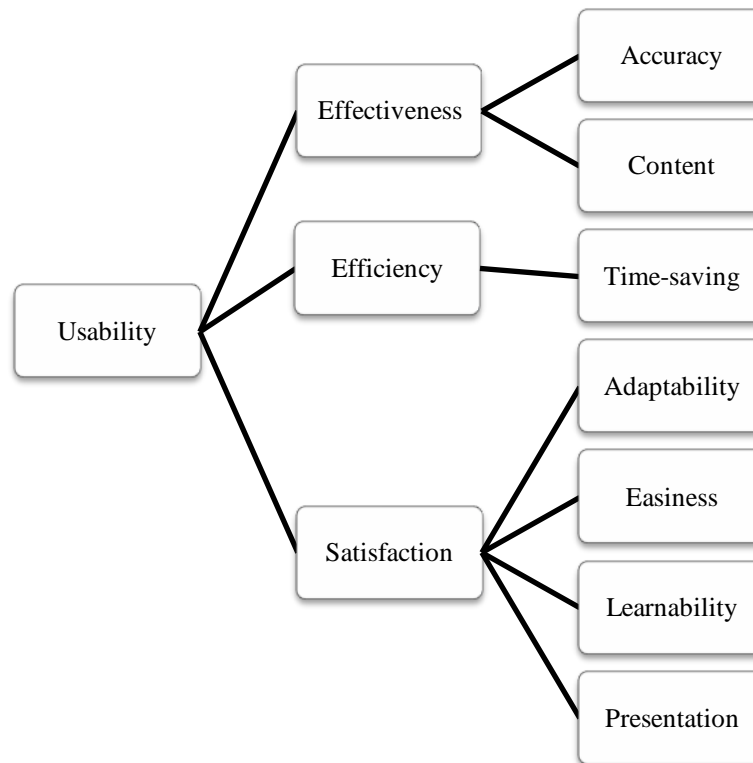 Usability
Effectiveness
Accuracy
Content
Efficiency
Time-saving
Satisfaction
Adaptability
Easiness
Learnability
Presentation